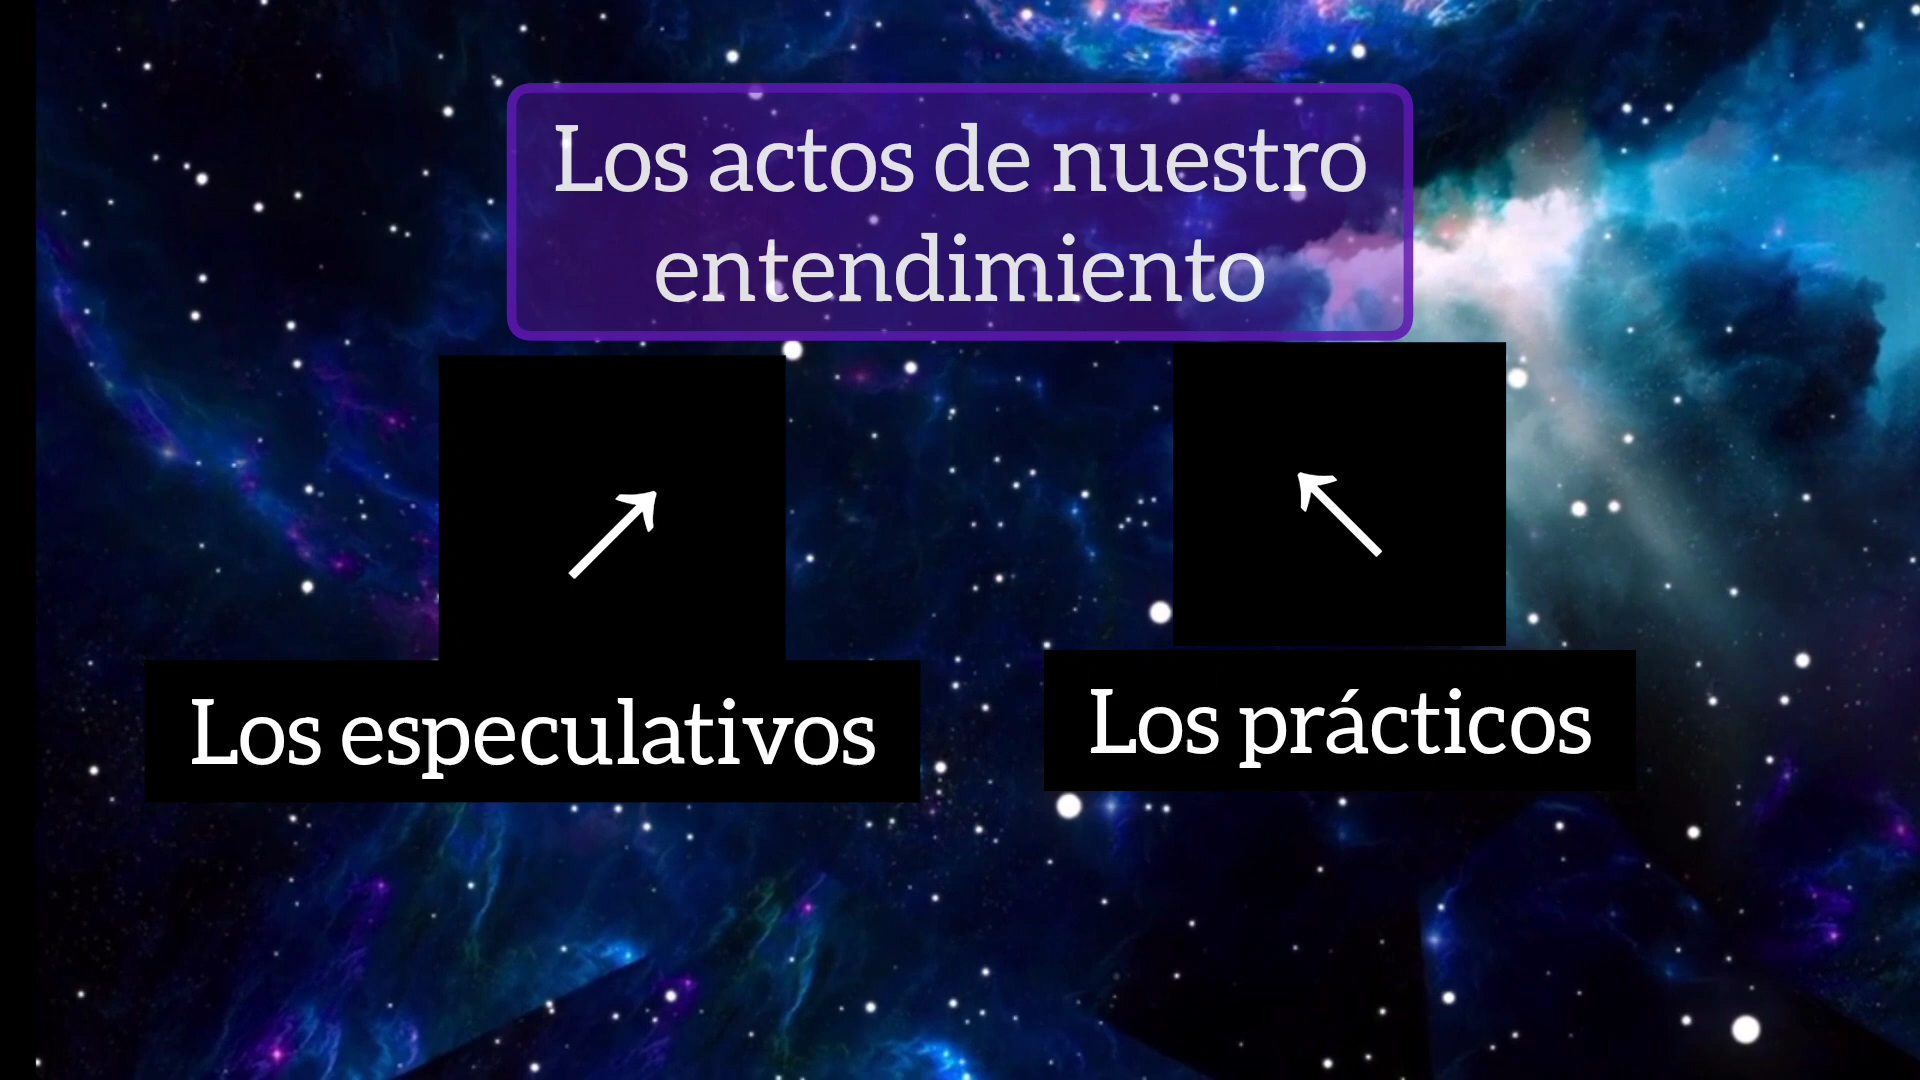 Los actos de nuestro
entendimiento
↗
↖
Los especulativos
Los prácticos